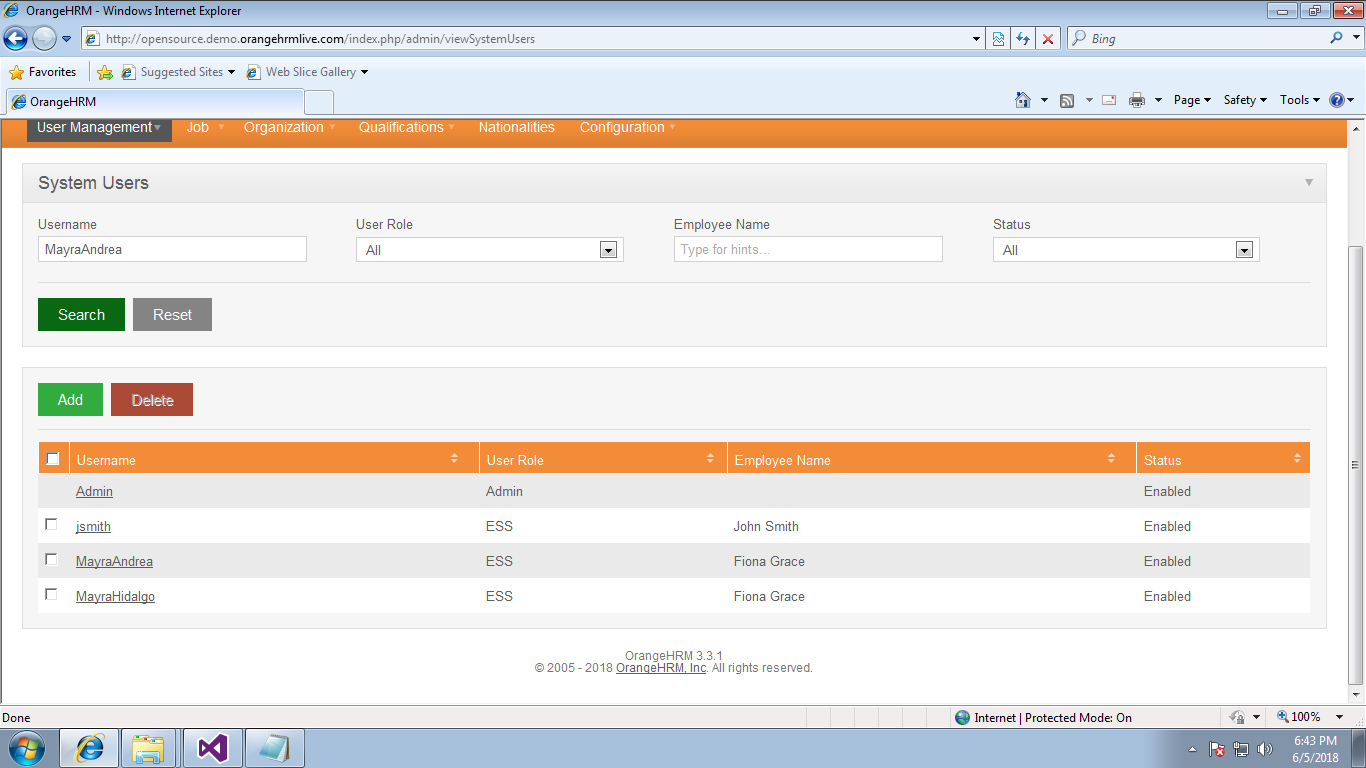 OrangeHRM - Windows Internet Explorer
http://opensource.demo.orangehrmlive.com/index.php/admin/viewSystemUsers
Bing
Favorites Suggested Sites Web Slice Gallery
OrangeHRM
Page Safety Tools
User Management Job Organization Qualifications Nationalities Configuration
System Users
Username User Role Employee Name Status
MayraAndrea All Type for hints... All
Search Reset
Add Delete
Username User Role Employee Name Status
Admin Admin Enabled
jsmith ESS John Smith Enabled
MayraAndrea ESS Fiona Grace Enabled
MayraHidalgo ESS Fiona Grace Enabled
OrangeHRM 3.3.1
© 2005 - 2018 OrangeHRM, Inc. All rights reserved.
Done Internet | Protected Mode: On 100%
6:43 PM
6/5/2018